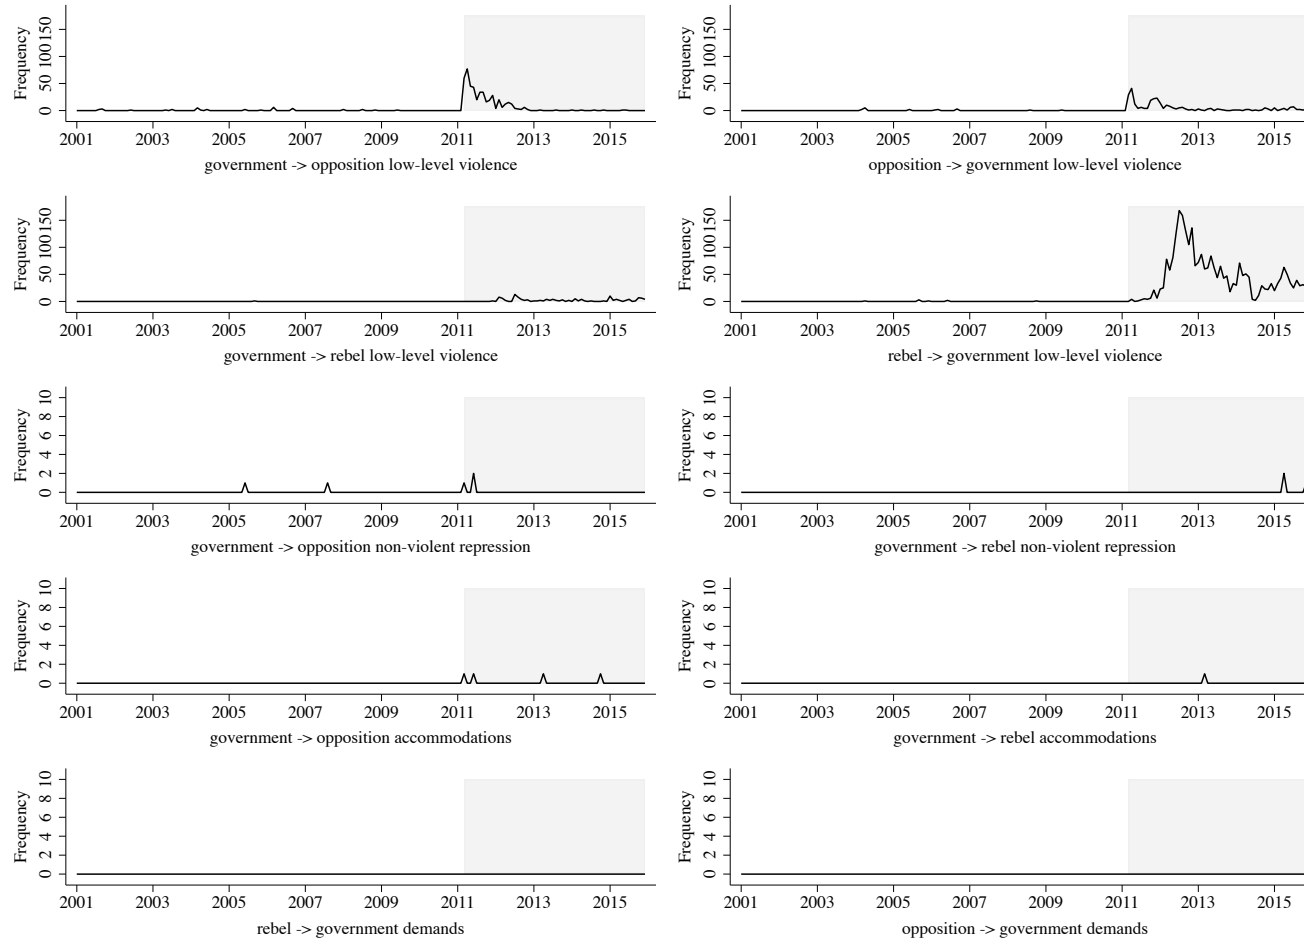 Frequency
0 50 100 150
2001 2003 2005 2007 2009 2011 2013 2015
government -> opposition low-level violence
Frequency
0 50 100 150
2001 2003 2005 2007 2009 2011 2013 2015
opposition -> government low-level violence
Frequency
0 50 100 150
2001 2003 2005 2007 2009 2011 2013 2015
government -> rebel low-level violence
Frequency
0 50 100 150
2001 2003 2005 2007 2009 2011 2013 2015
rebel -> government low-level violence
Frequency
0 2 4 6 8 10
2001 2003 2005 2007 2009 2011 2013 2015
government -> opposition non-violent repression
Frequency
0 2 4 6 8 10
2001 2003 2005 2007 2009 2011 2013 2015
government -> rebel non-violent repression
Frequency
0 2 4 6 8 10
2001 2003 2005 2007 2009 2011 2013 2015
government -> opposition accommodations
Frequency
0 2 4 6 8 10
2001 2003 2005 2007 2009 2011 2013 2015
government -> rebel accommodations
Frequency
0 2 4 6 8 10
2001 2003 2005 2007 2009 2011 2013 2015
rebel -> government demands
Frequency
0 2 4 6 8 10
2001 2003 2005 2007 2009 2011 2013 2015
opposition -> government demands